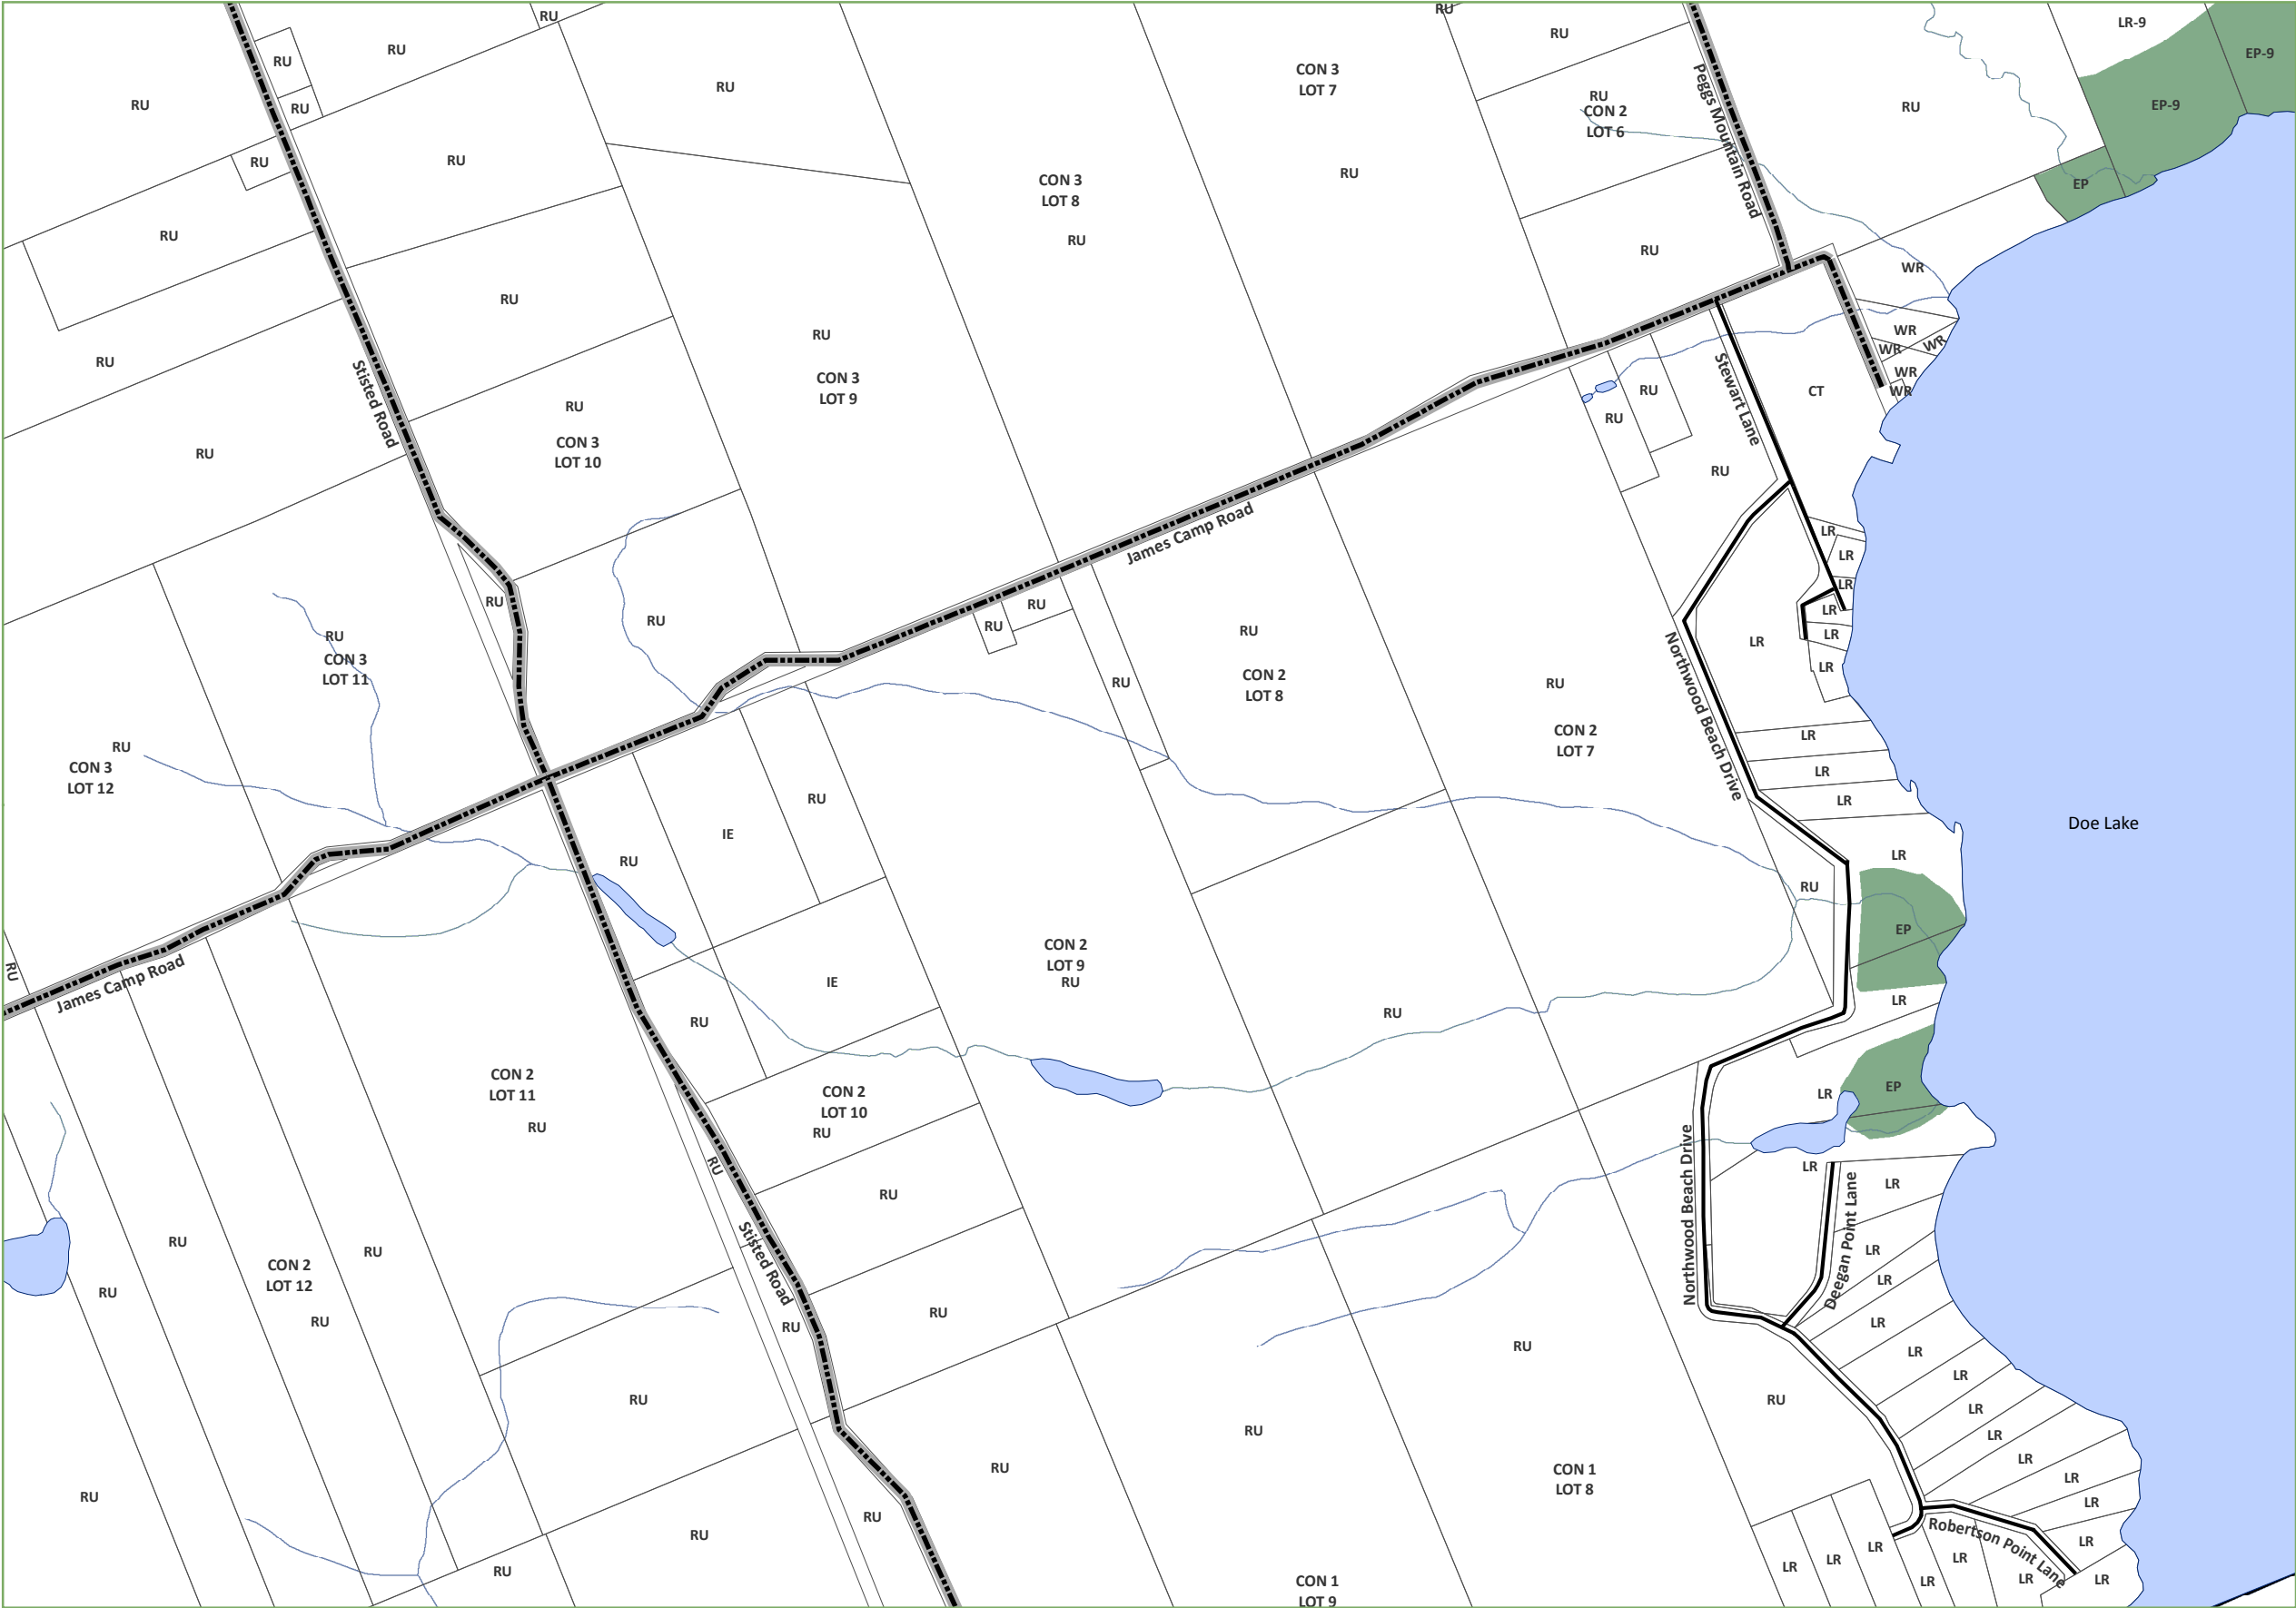 RU
LR-9
RU
RU
RU
EP-9
RU
RU
CON 3
LOT 7
RU
RU
CON 2
LOT 6
Peggs Mountain Road
RU
EP-9
RU
RU
RU
RU
RU
CON 3
LOT 8
EP
RU
RU
RU
WR
RU
RU
RU
WR
WR
WR
WR
WR
Stisted Road
CON 3
LOT 9
Stewart Lane
CT
RU
RU
RU
RU
CON 3
LOT 10
RU
RU
James Camp Road
LR
LR
LR
LR
LR
LR
RU
RU
RU
RU
RU
LR
RU
CON 3
LOT 11
CON 2
LOT 8
RU
RU
CON 2
LOT 7
Northwood Beach Drive
LR
LR
LR
RU
CON 3
LOT 12
RU
IE
Doe Lake
RU
LR
RU
EP
CON 2
LOT 9
RU
IE
RU
James Camp Road
RU
RU
LR
CON 2
LOT 11
RU
CON 2
LOT 10
RU
LR
EP
RU
RU
Stisted Road
Northwood Beach Drive
LR
Deegan Point Lane
LR
LR
LR
RU
RU
CON 2
LOT 12
RU
RU
RU
RU
RU
LR
LR
LR
LR
LR
LR
LR
LR
RU
RU
RU
RU
RU
CON 1
LOT 8
RU
RU
RU
RU
Robertson Point Lane
LR
LR
LR
LR
LR
LR
LR
LR
CON 1
LOT 9